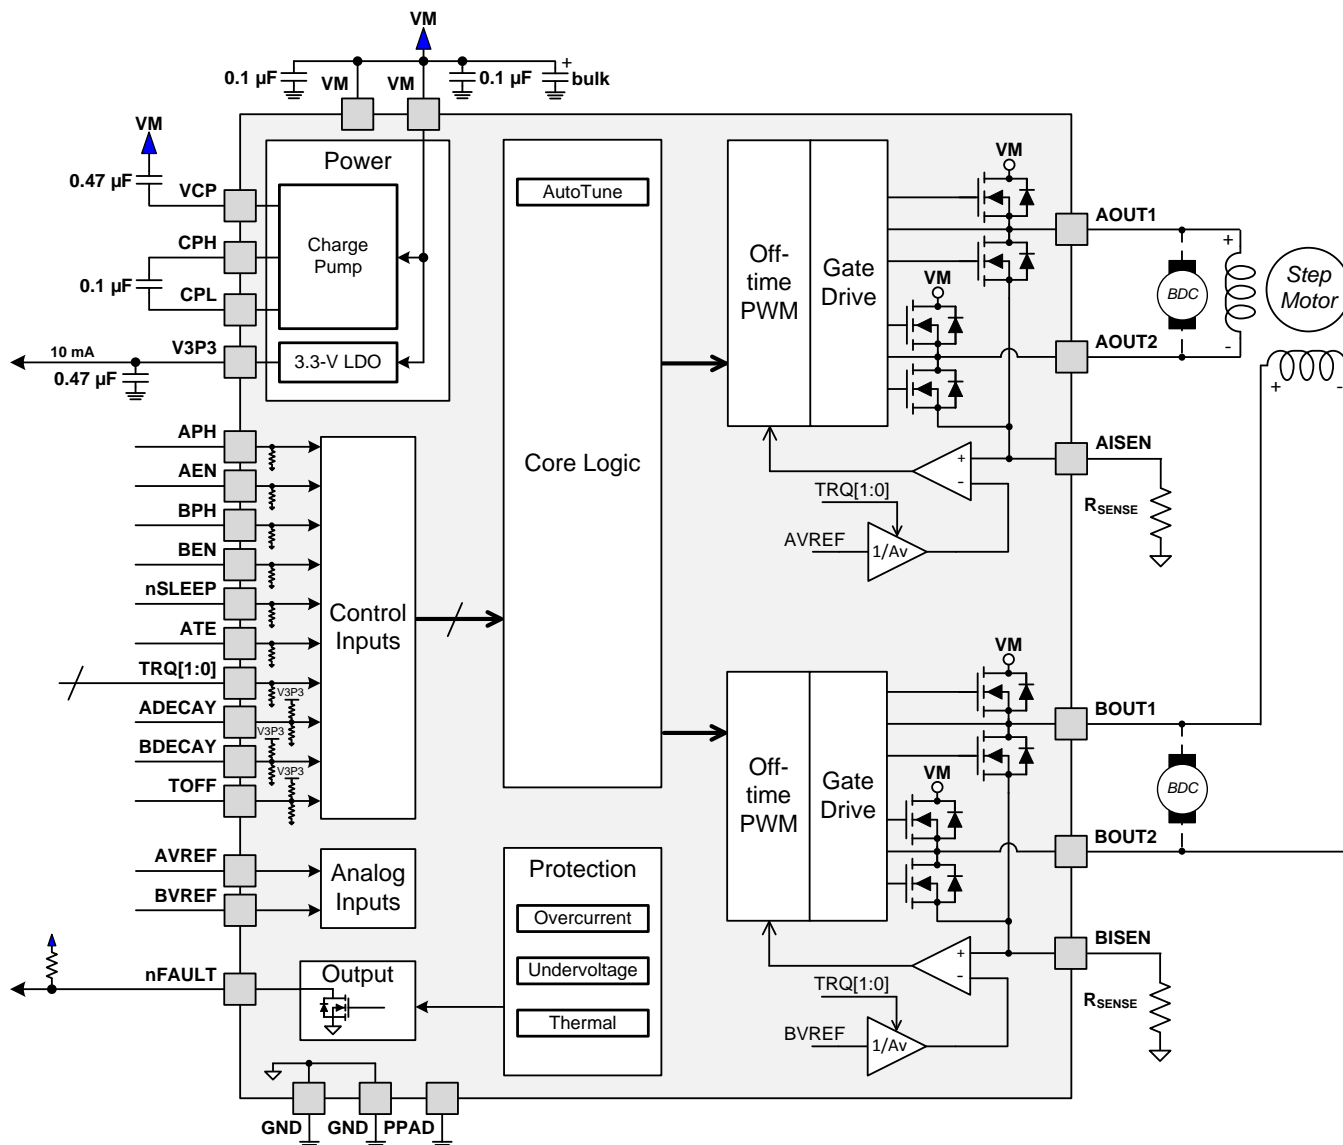 VM
0.1 µF
VM
VM
0.1 µF
+
bulk
VM
0.47 µF
VCP
CPH
0.1 µF
CPL
10 mA
V3P3
0.47 µF
Power
Charge
Pump
3.3-V LDO
APH
AEN
BPH
BEN
nSLEEP
ATE
TRQ[1:0]
ADECAY
BDECAY
TOFF
V3P3
V3P3
V3P3
Control
Inputs
AVREF
BVREF
Analog
Inputs
nFAULT
Output
GND
GND
PPAD
AutoTune
Core Logic
Protection
Overcurrent
Undervoltage
Thermal
Off-
time
PWM
Gate
Drive
VM
VM
+
-
TRQ[1:0]
AVREF
1/Av
AOUT1
AOUT2
AISEN
RSENSE
BDC
+
-
Step
Motor
+
-
Off-
time
PWM
Gate
Drive
VM
VM
+
-
TRQ[1:0]
BVREF
1/Av
BOUT1
BOUT2
BISEN
RSENSE
BDC